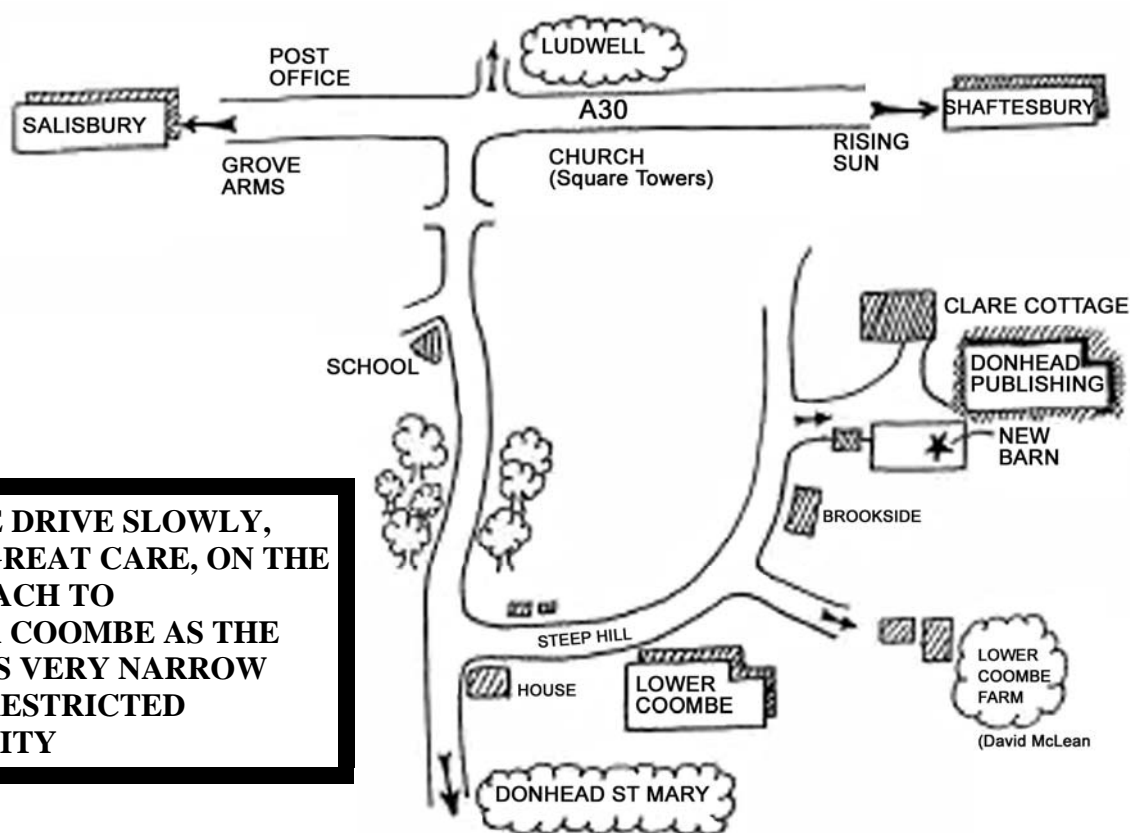 LUDWELL
POST
OFFICE
SALISBURY
A30
SHAFTESBURY
GROVE
ARMS
CHURCH
(Square Towers)
RISING
SUN
CLARE COTTAGE
SCHOOL
DONHEAD
PUBLISHING
NEW
BARN
BROOKSIDE
E DRIVE SLOWLY,
GREAT CARE, ON THE
ACH TO
R COOMBE AS THE
S VERY NARROW
ESTRICTED
ITY
STEEP HILL
HOUSE
LOWER
COOMBE
LOWER
COOMBE
FARM
(David McLean
DONHEAD ST MARY